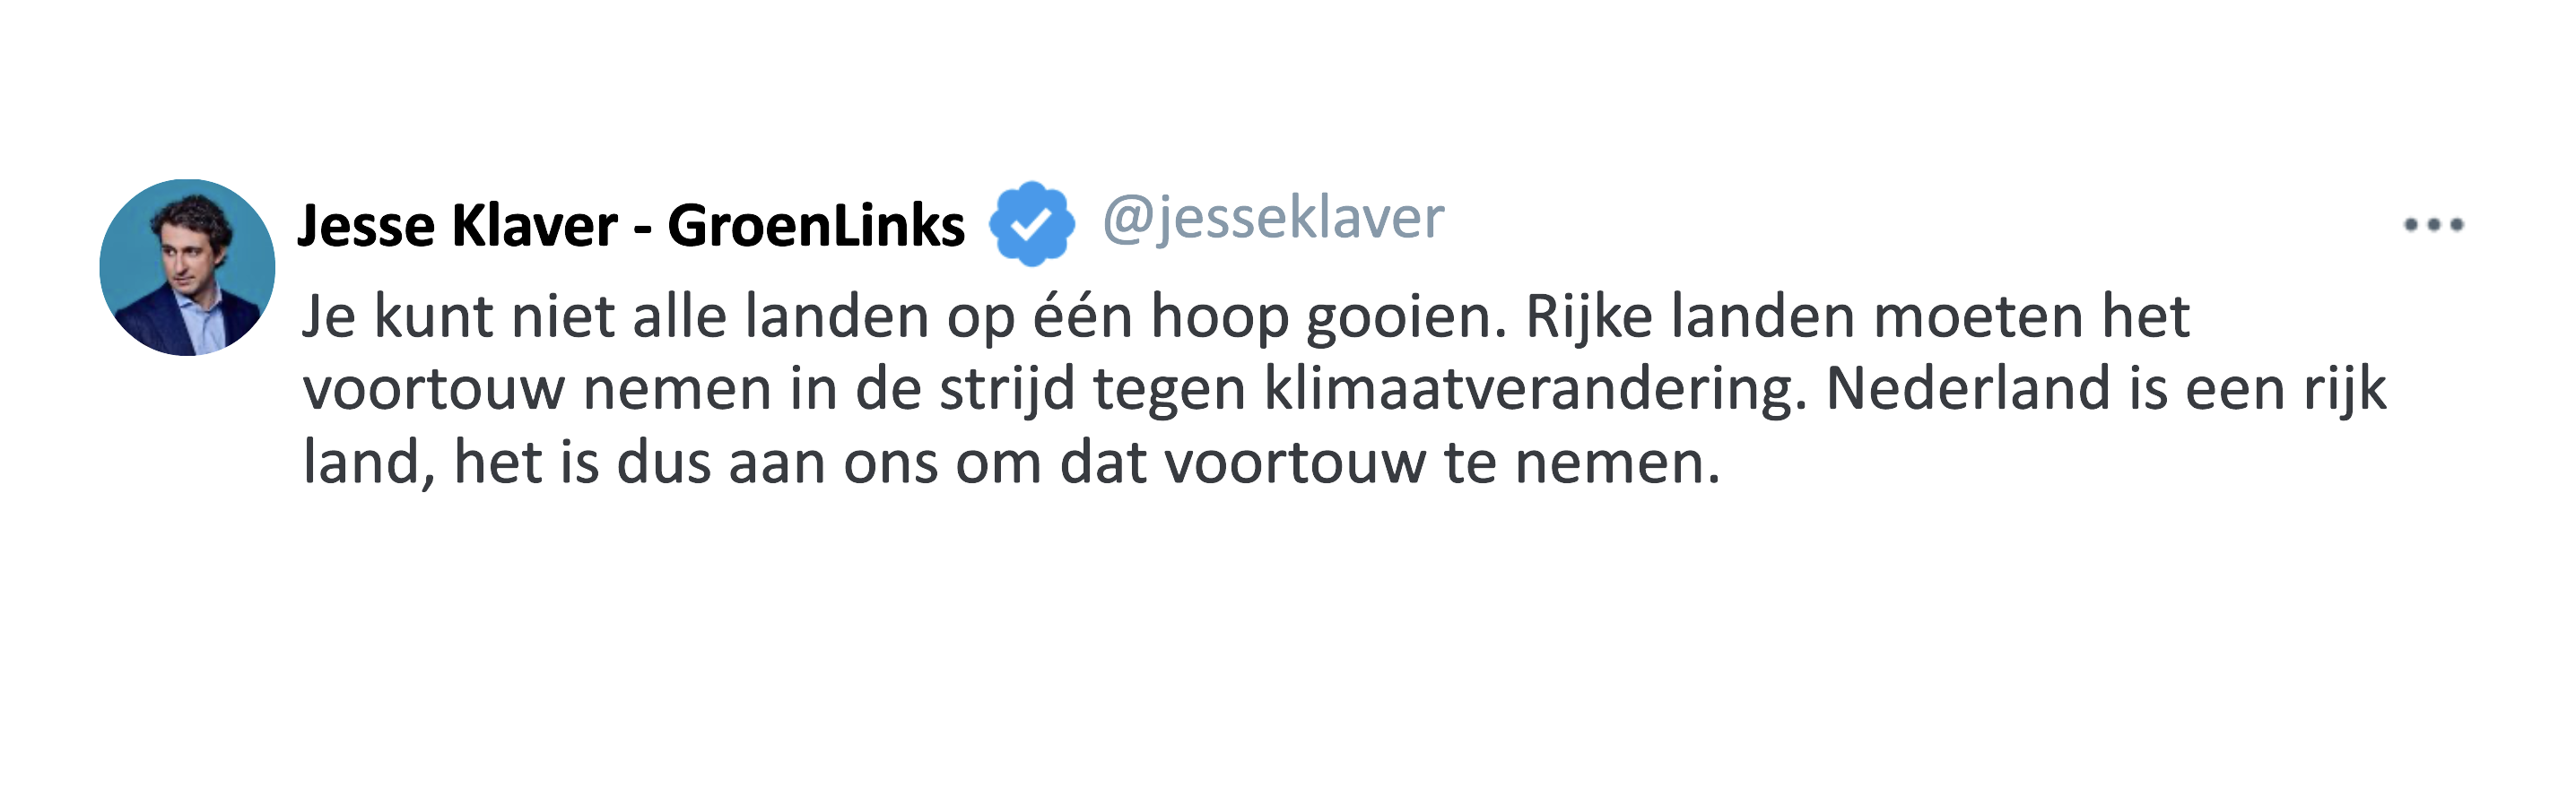 Jesse Klaver - GroenLinks @jesseklaver
Je kunt niet alle landen op één hoop gooien. Rijke landen moeten het
voortouw nemen in de strijd tegen klimaatverandering. Nederland is een rijk
land, het is dus aan ons om dat voortouw te nemen.